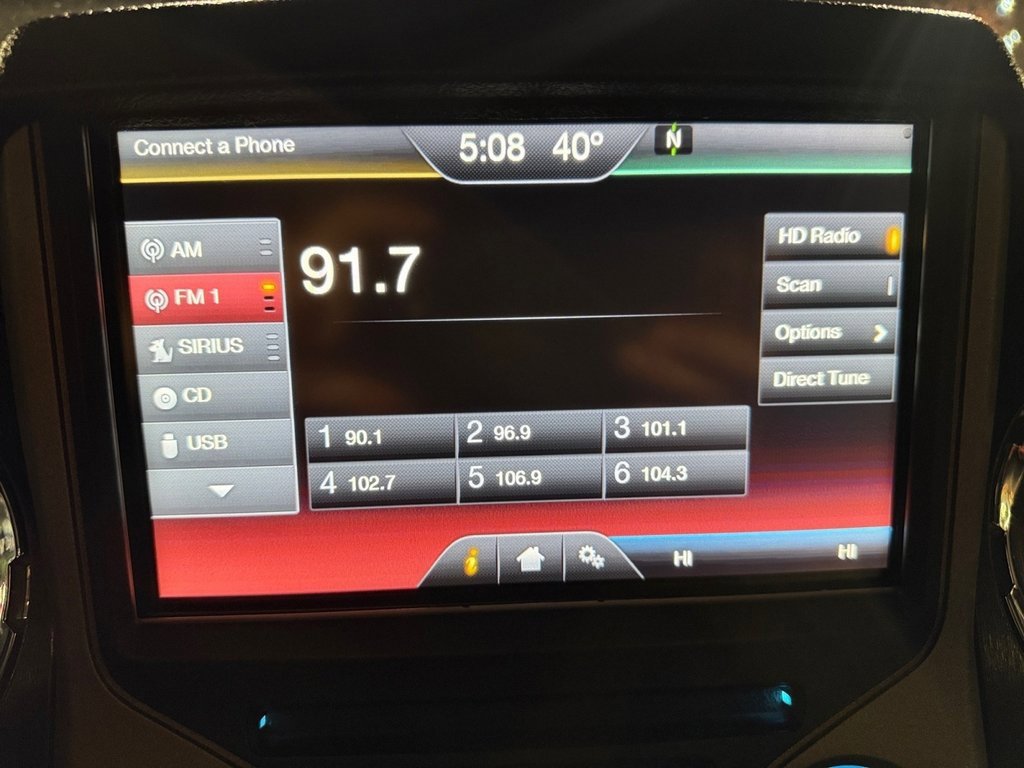 Connect a Phone
5:08 40°
N
AM
FM 1
SIRIUS
CD
USB
91.7
HD Radio
Scan
Options
Direct Tune
1 90.1
2 96.9
3 101.1
4 102.7
5 106.9
6 104.3
i
HI
HI